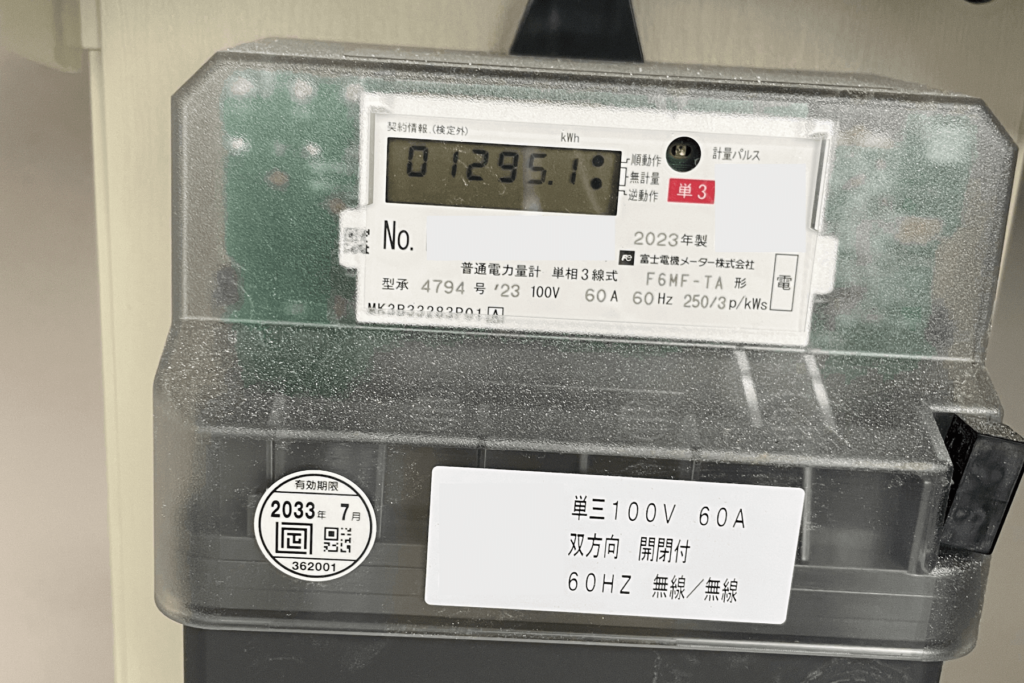 契約情報.(検定外)
kWh
01295.1
順動作
無計量
逆動作
計量パルス
単3
No.
2023年製
富士電機メーター株式会社
普通電力量計 単相3線式 F6MF-TA 形
型承 4794 号 '23 100V 60A 60Hz 250/3p/kWs
電
MK3B33283P01 A
有効期限
2033年 7月
362001
単三100V 60A
双方向 開閉付
60HZ 無線/無線